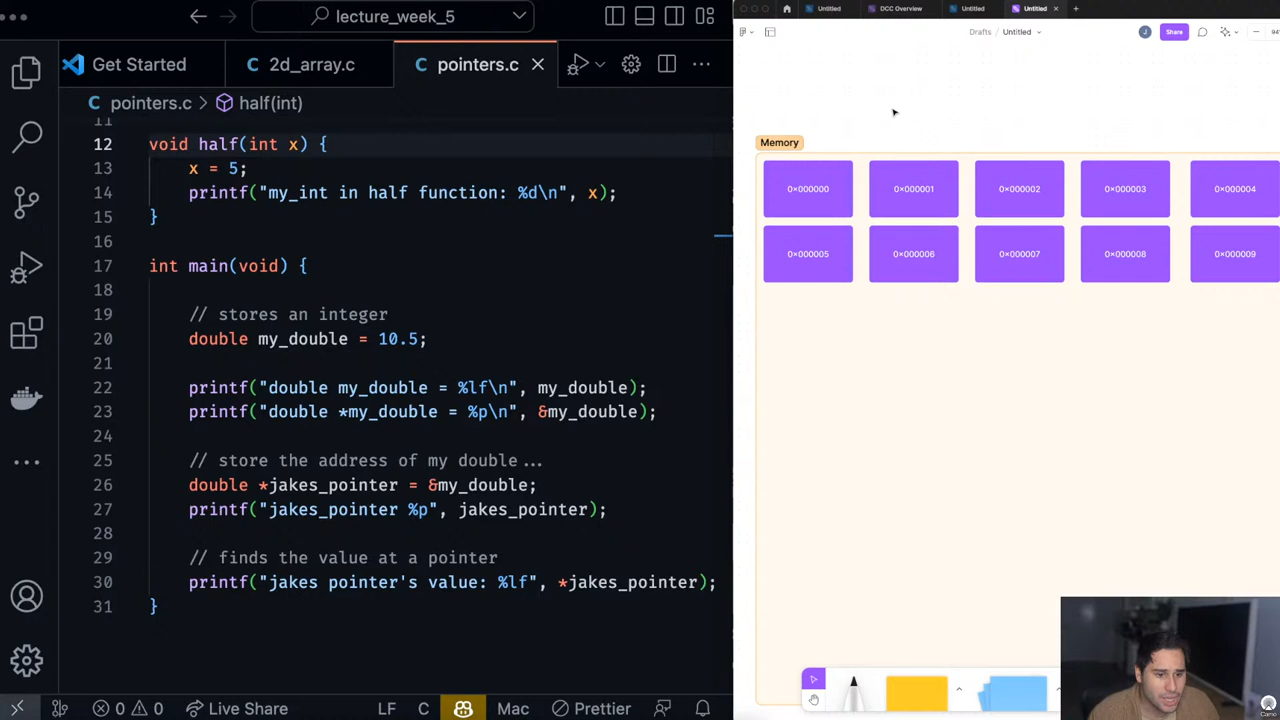 lecture_week_5
Get Started
2d_array.c
pointers.c
pointers.c > half(int)
11
12 void half(int x) {
13 x = 5;
14 printf("my_int in half function: %d\n", x);
15 }
16
17 int main(void) {
18
19 // stores an integer
20 double my_double = 10.5;
21
22 printf("double my_double = %lf\n", my_double);
23 printf("double *my_double = %p\n", &my_double);
24
25 // store the address of my double...
26 double *jakes_pointer = &my_double;
27 printf("jakes_pointer %p", jakes_pointer);
28
29 // finds the value at a pointer
30 printf("jakes pointer's value: %lf", *jakes_pointer);
31 }
0 0 Live Share LF C Mac Prettier
Untitled DCC Overview Untitled Untitled
Drafts / Untitled
J Share
Memory
0x000000 0x000001 0x000002 0x000003 0x000004
0x000005 0x000006 0x000007 0x000008 0x000009
Camo